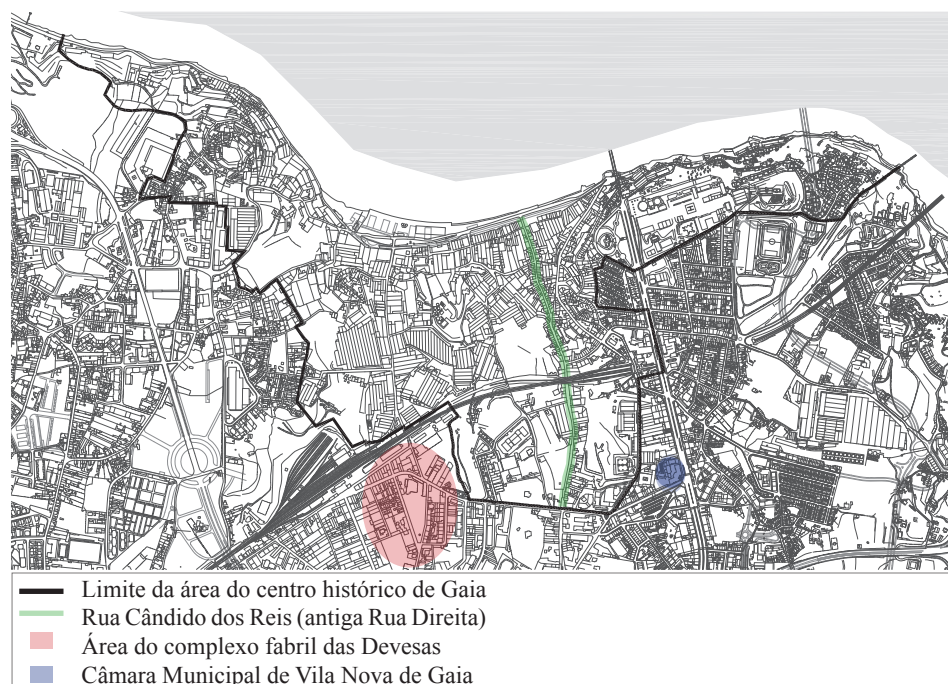 Limite da área do centro histórico de Gaia
Rua Cândido dos Reis (antiga Rua Direita)
Área do complexo fabril das Devesas
Câmara Municipal de Vila Nova de Gaia